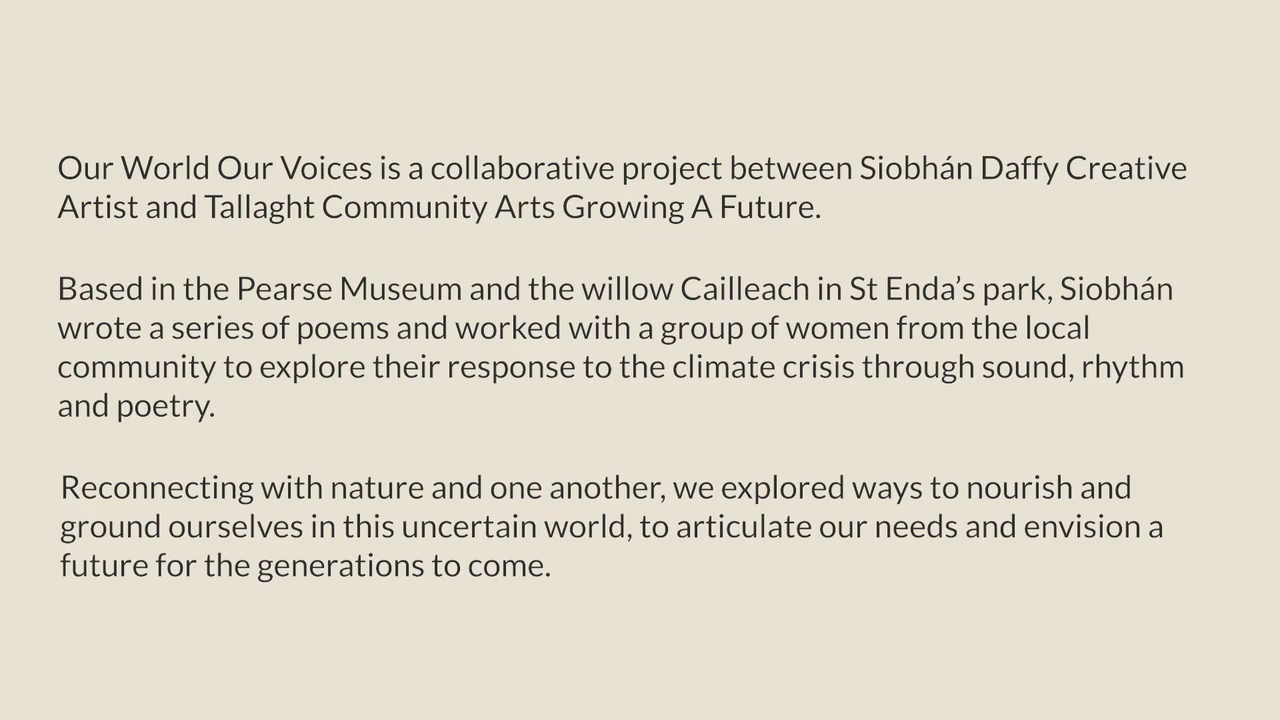 Our World Our Voices is a collaborative project between Siobhán Daffy Creative
Artist and Tallaght Community Arts Growing A Future.
Based in the Pearse Museum and the willow Cailleach in St Enda’s park, Siobhán
wrote a series of poems and worked with a group of women from the local
community to explore their response to the climate crisis through sound, rhythm
and poetry.
Reconnecting with nature and one another, we explored ways to nourish and
ground ourselves in this uncertain world, to articulate our needs and envision a
future for the generations to come.